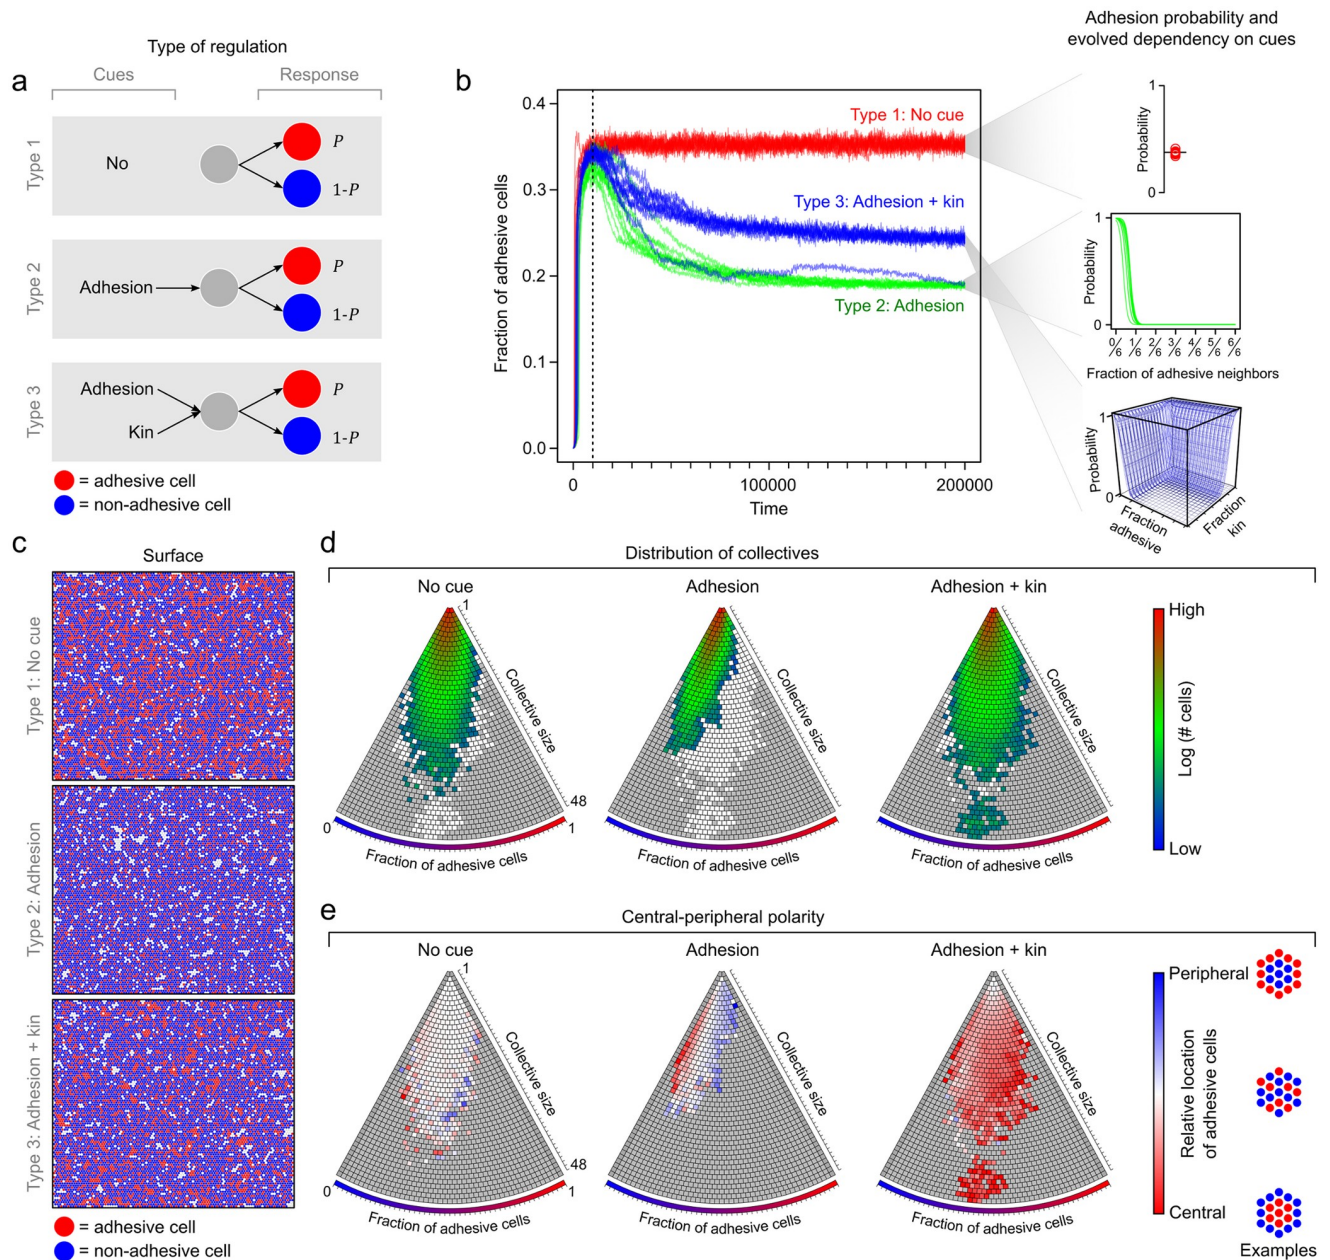 Type of regulation
Cues
Response
a
Type 1
No
P
1-P
Type 2
Adhesion
P
1-P
Type 3
Adhesion
Kin
P
1-P
= adhesive cell
= non-adhesive cell
b
Fraction of adhesive cells
0.4
0.3
0.2
0.1
0.0
0
100000
200000
Time
Type 1: No cue
Type 3: Adhesion + kin
Type 2: Adhesion
Adhesion probability and
evolved dependency on cues
Probability
1
0
Probability
1
0
0/6
1/6
2/6
3/6
4/6
5/6
6/6
Fraction of adhesive neighbors
Probability
1
0
Fraction
adhesive
Fraction
kin
c
Surface
Type 1: No cue
Type 2: Adhesion
Type 3: Adhesion + kin
= adhesive cell
= non-adhesive cell
d
Distribution of collectives
No cue
1
Collective size
48
0
1
Fraction of adhesive cells
Adhesion
Collective size
Fraction of adhesive cells
Adhesion + kin
Collective size
Fraction of adhesive cells
High
Log (# cells)
Low
e
Central-peripheral polarity
No cue
1
Collective size
48
0
1
Fraction of adhesive cells
Adhesion
Collective size
Fraction of adhesive cells
Adhesion + kin
Collective size
Fraction of adhesive cells
Peripheral
Relative location
of adhesive cells
Central
Examples